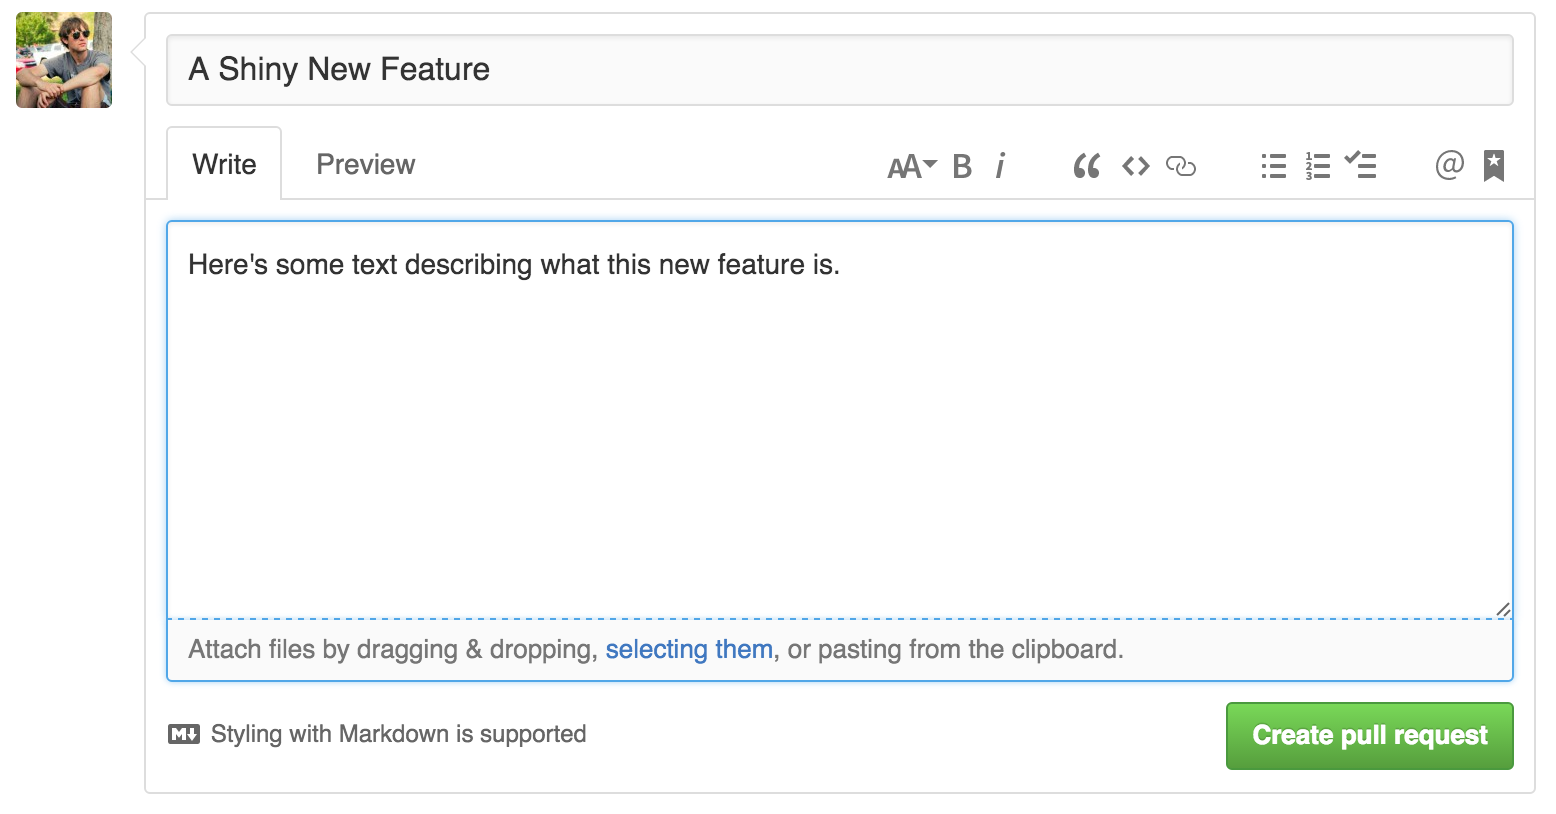 A Shiny New Feature
Write Preview AA B i “ <> @
Here's some text describing what this new feature is.
Attach files by dragging & dropping, selecting them, or pasting from the clipboard.
M↓ Styling with Markdown is supported
Create pull request